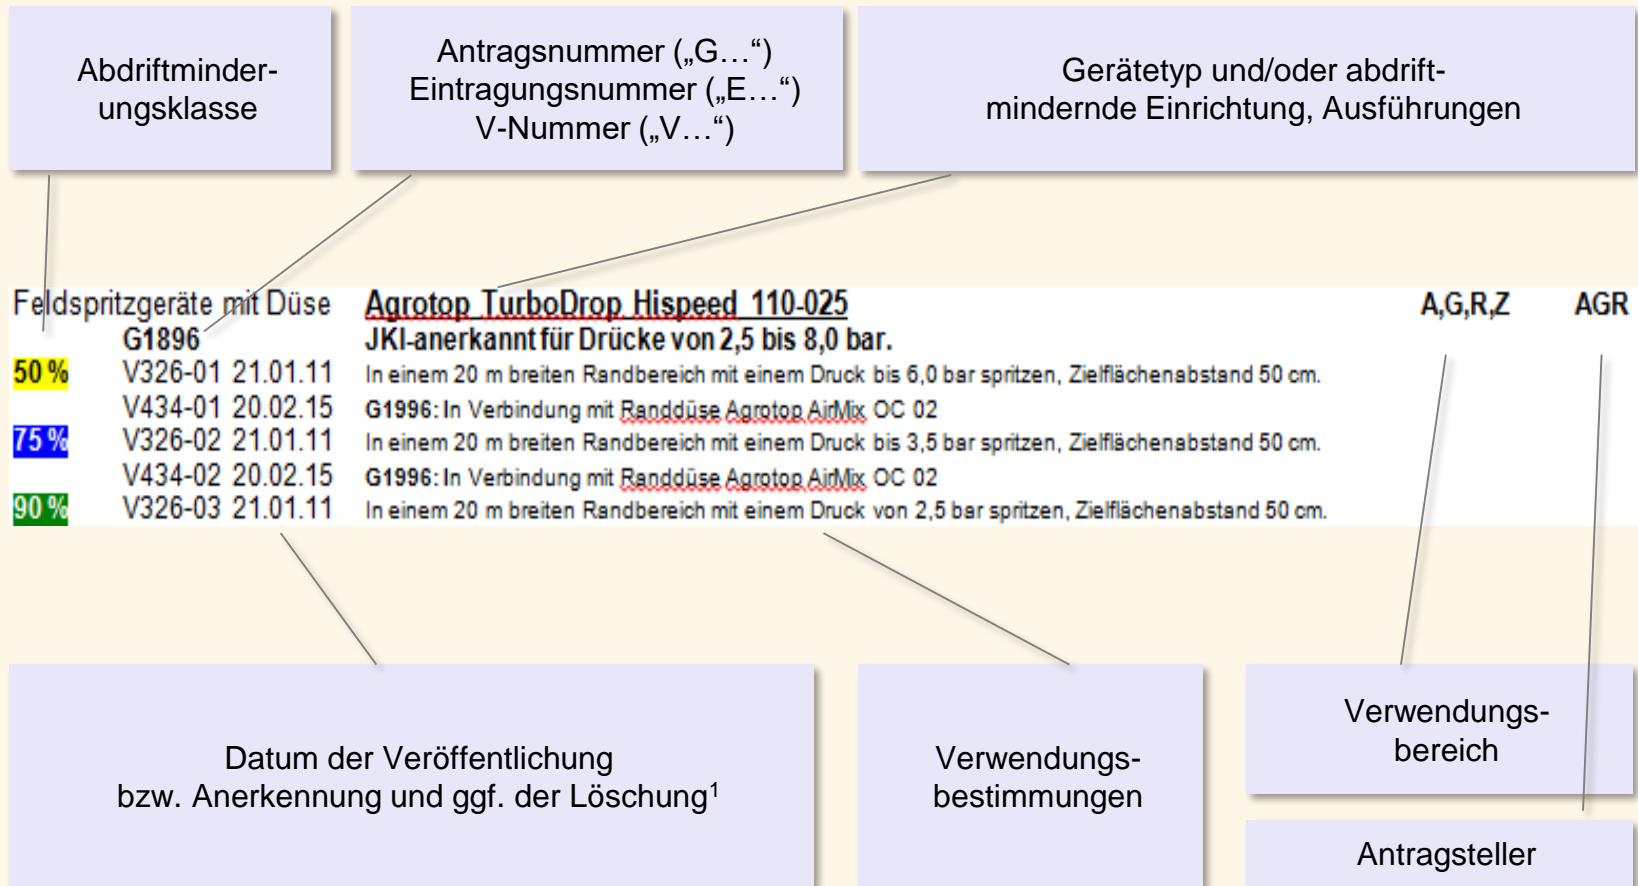 Abdriftminder-
ungsklasse
Antragsnummer („G…“)
Eintragungsnummer („E…“)
V-Nummer („V…“)
Gerätetyp und/oder abdrift-
mindernde Einrichtung, Ausführungen
Feldspritzgeräte mit Düse Agrotop TurboDrop Hispeed 110-025 A,G,R,Z AGR
G1896 JKI-anerkannt für Drücke von 2,5 bis 8,0 bar.
50 % V326-01 21.01.11 In einem 20 m breiten Randbereich mit einem Druck bis 6,0 bar spritzen, Zielflächenabstand 50 cm.
V434-01 20.02.15 G1996: In Verbindung mit Randdüse Agrotop AirMix OC 02
75 % V326-02 21.01.11 In einem 20 m breiten Randbereich mit einem Druck bis 3,5 bar spritzen, Zielflächenabstand 50 cm.
V434-02 20.02.15 G1996: In Verbindung mit Randdüse Agrotop AirMix OC 02
90 % V326-03 21.01.11 In einem 20 m breiten Randbereich mit einem Druck von 2,5 bar spritzen, Zielflächenabstand 50 cm.
Datum der Veröffentlichung
bzw. Anerkennung und ggf. der Löschung¹
Verwendungs-
bestimmungen
Verwendungs-
bereich
Antragsteller